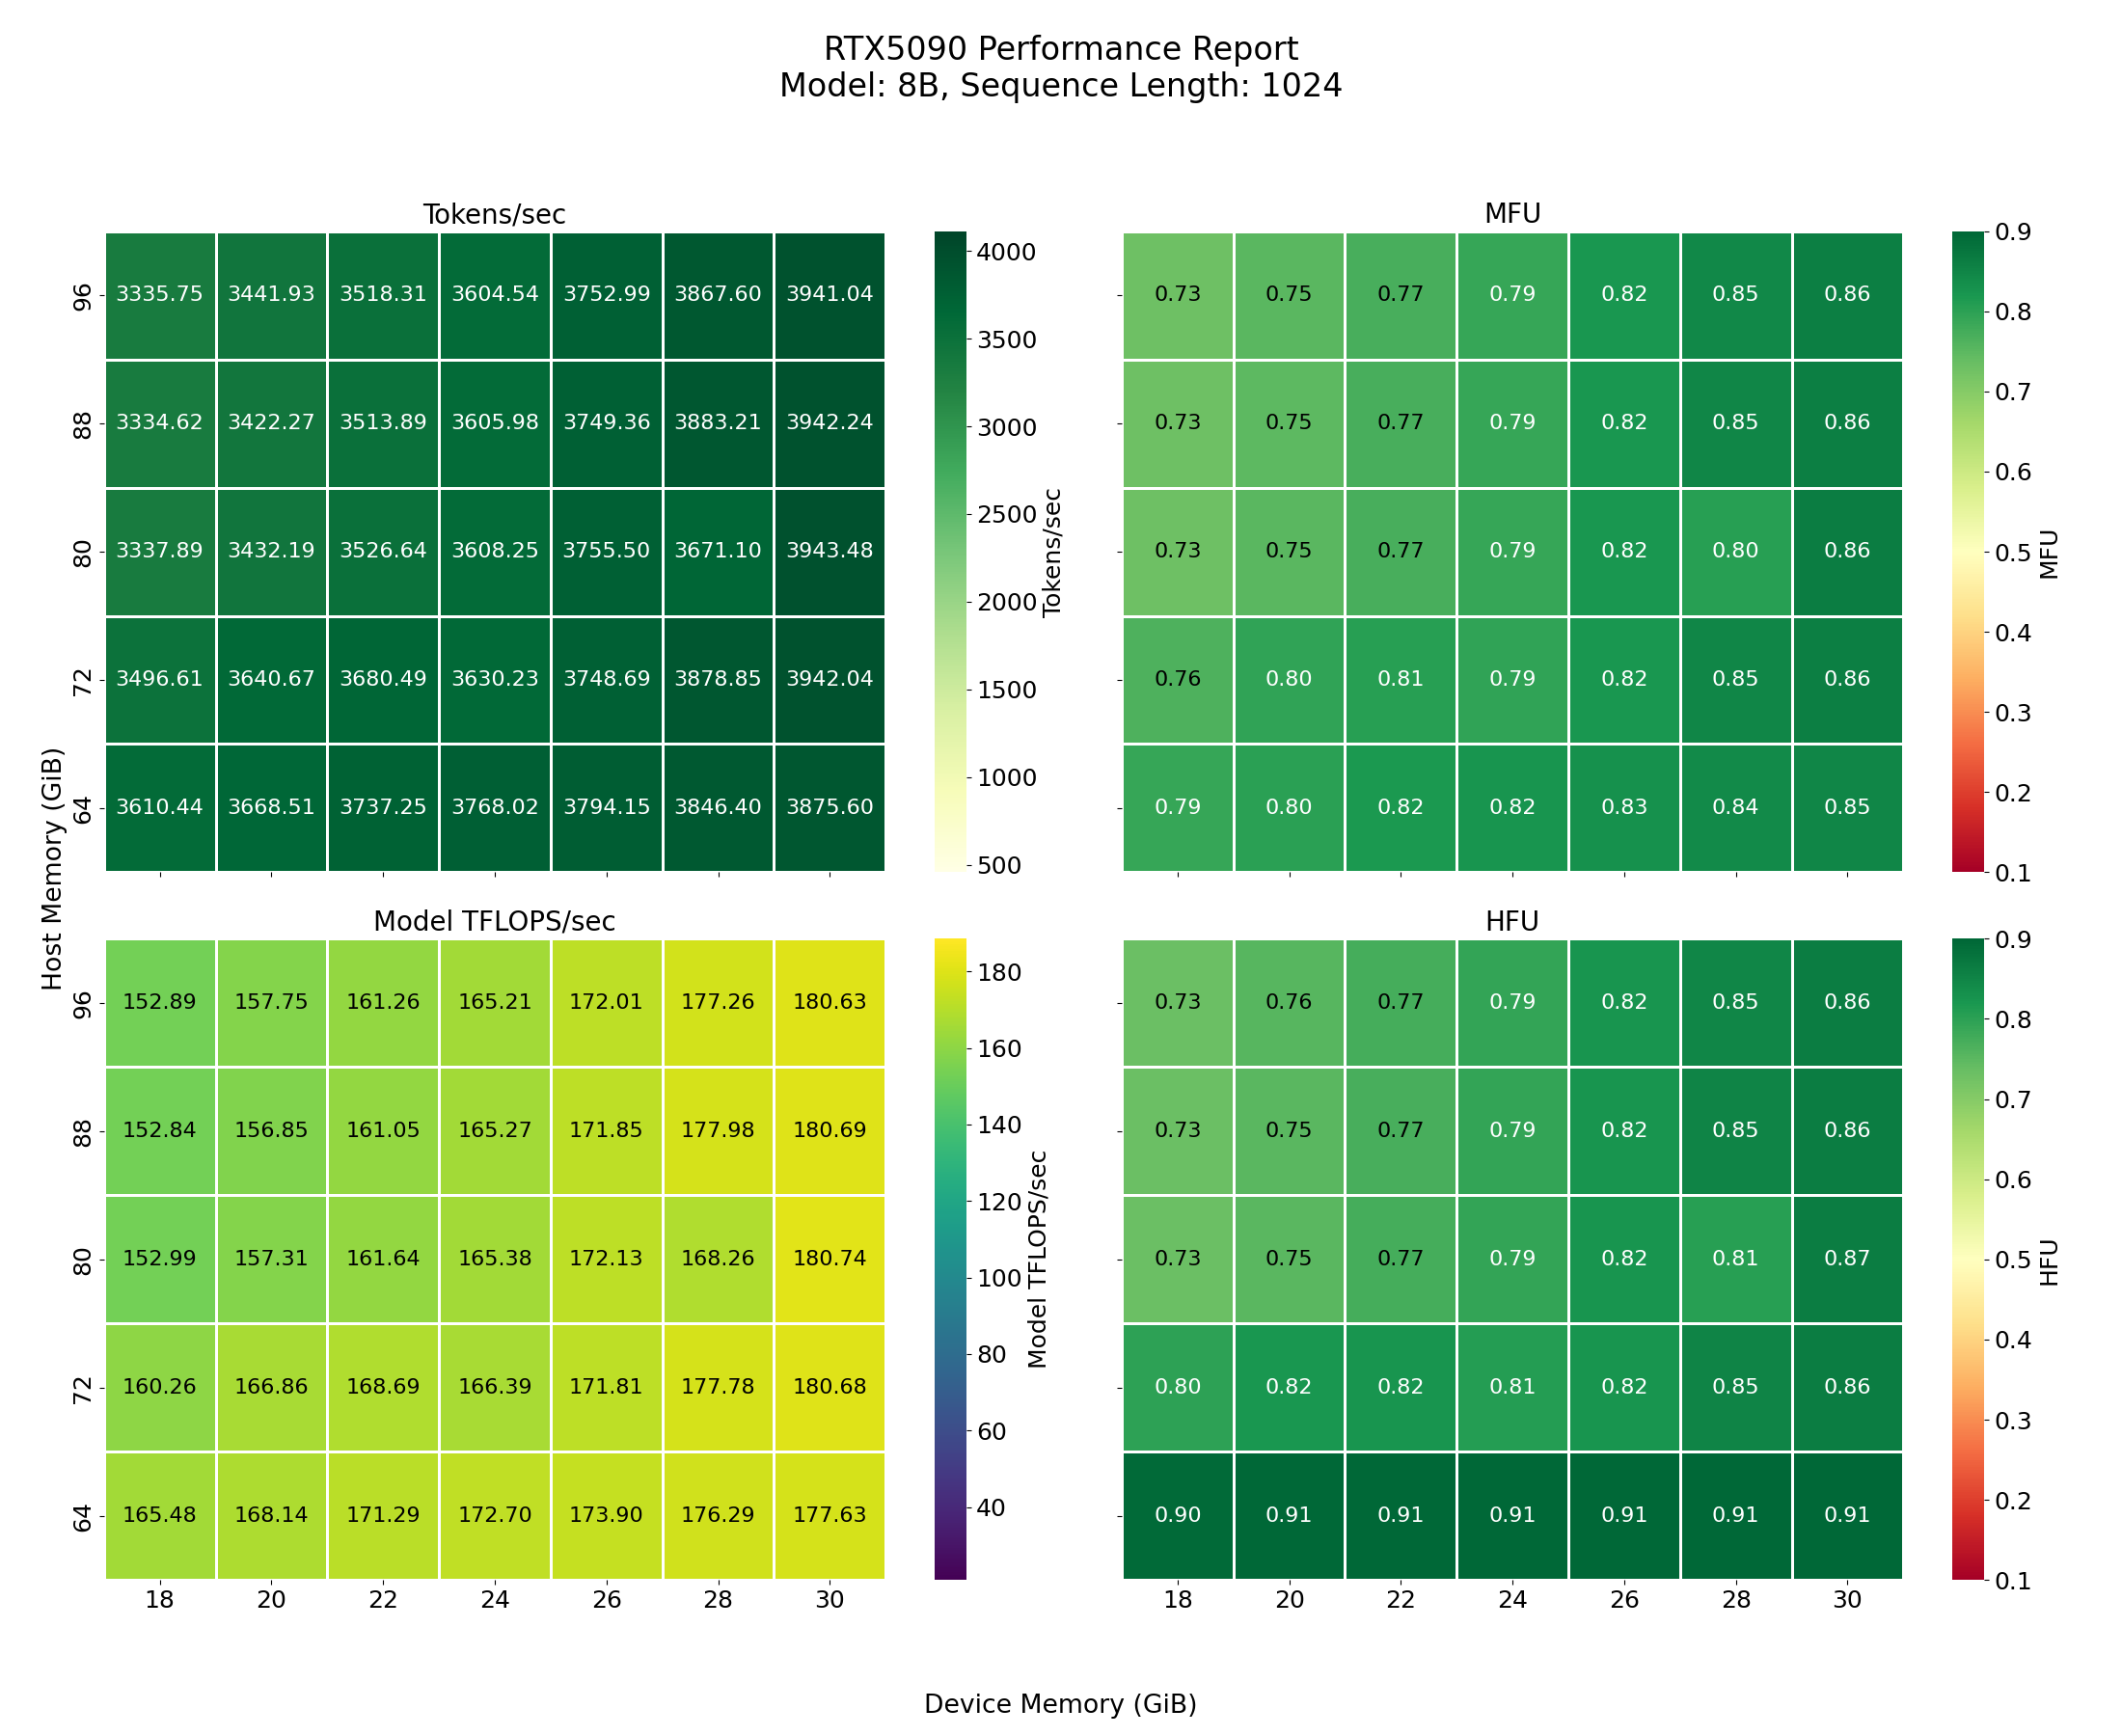 RTX5090 Performance Report
Model: 8B, Sequence Length: 1024
Tokens/sec
96 3335.75 3441.93 3518.31 3604.54 3752.99 3867.60 3941.04
88 3334.62 3422.27 3513.89 3605.98 3749.36 3883.21 3942.24
80 3337.89 3432.19 3526.64 3608.25 3755.50 3671.10 3943.48
72 3496.61 3640.67 3680.49 3630.23 3748.69 3878.85 3942.04
64 3610.44 3668.51 3737.25 3768.02 3794.15 3846.40 3875.60
4000
3500
3000
2500
2000
1500
1000
500
Tokens/sec
MFU
0.73 0.75 0.77 0.79 0.82 0.85 0.86
0.73 0.75 0.77 0.79 0.82 0.85 0.86
0.73 0.75 0.77 0.79 0.82 0.80 0.86
0.76 0.80 0.81 0.79 0.82 0.85 0.86
0.79 0.80 0.82 0.82 0.83 0.84 0.85
0.9
0.8
0.7
0.6
0.5
0.4
0.3
0.2
0.1
MFU
Host Memory (GiB)
Model TFLOPS/sec
96 152.89 157.75 161.26 165.21 172.01 177.26 180.63
88 152.84 156.85 161.05 165.27 171.85 177.98 180.69
80 152.99 157.31 161.64 165.38 172.13 168.26 180.74
72 160.26 166.86 168.69 166.39 171.81 177.78 180.68
64 165.48 168.14 171.29 172.70 173.90 176.29 177.63
18 20 22 24 26 28 30
180
160
140
120
100
80
60
40
Model TFLOPS/sec
HFU
0.73 0.76 0.77 0.79 0.82 0.85 0.86
0.73 0.75 0.77 0.79 0.82 0.85 0.86
0.73 0.75 0.77 0.79 0.82 0.81 0.87
0.80 0.82 0.82 0.81 0.82 0.85 0.86
0.90 0.91 0.91 0.91 0.91 0.91 0.91
18 20 22 24 26 28 30
0.9
0.8
0.7
0.6
0.5
0.4
0.3
0.2
0.1
HFU
Device Memory (GiB)